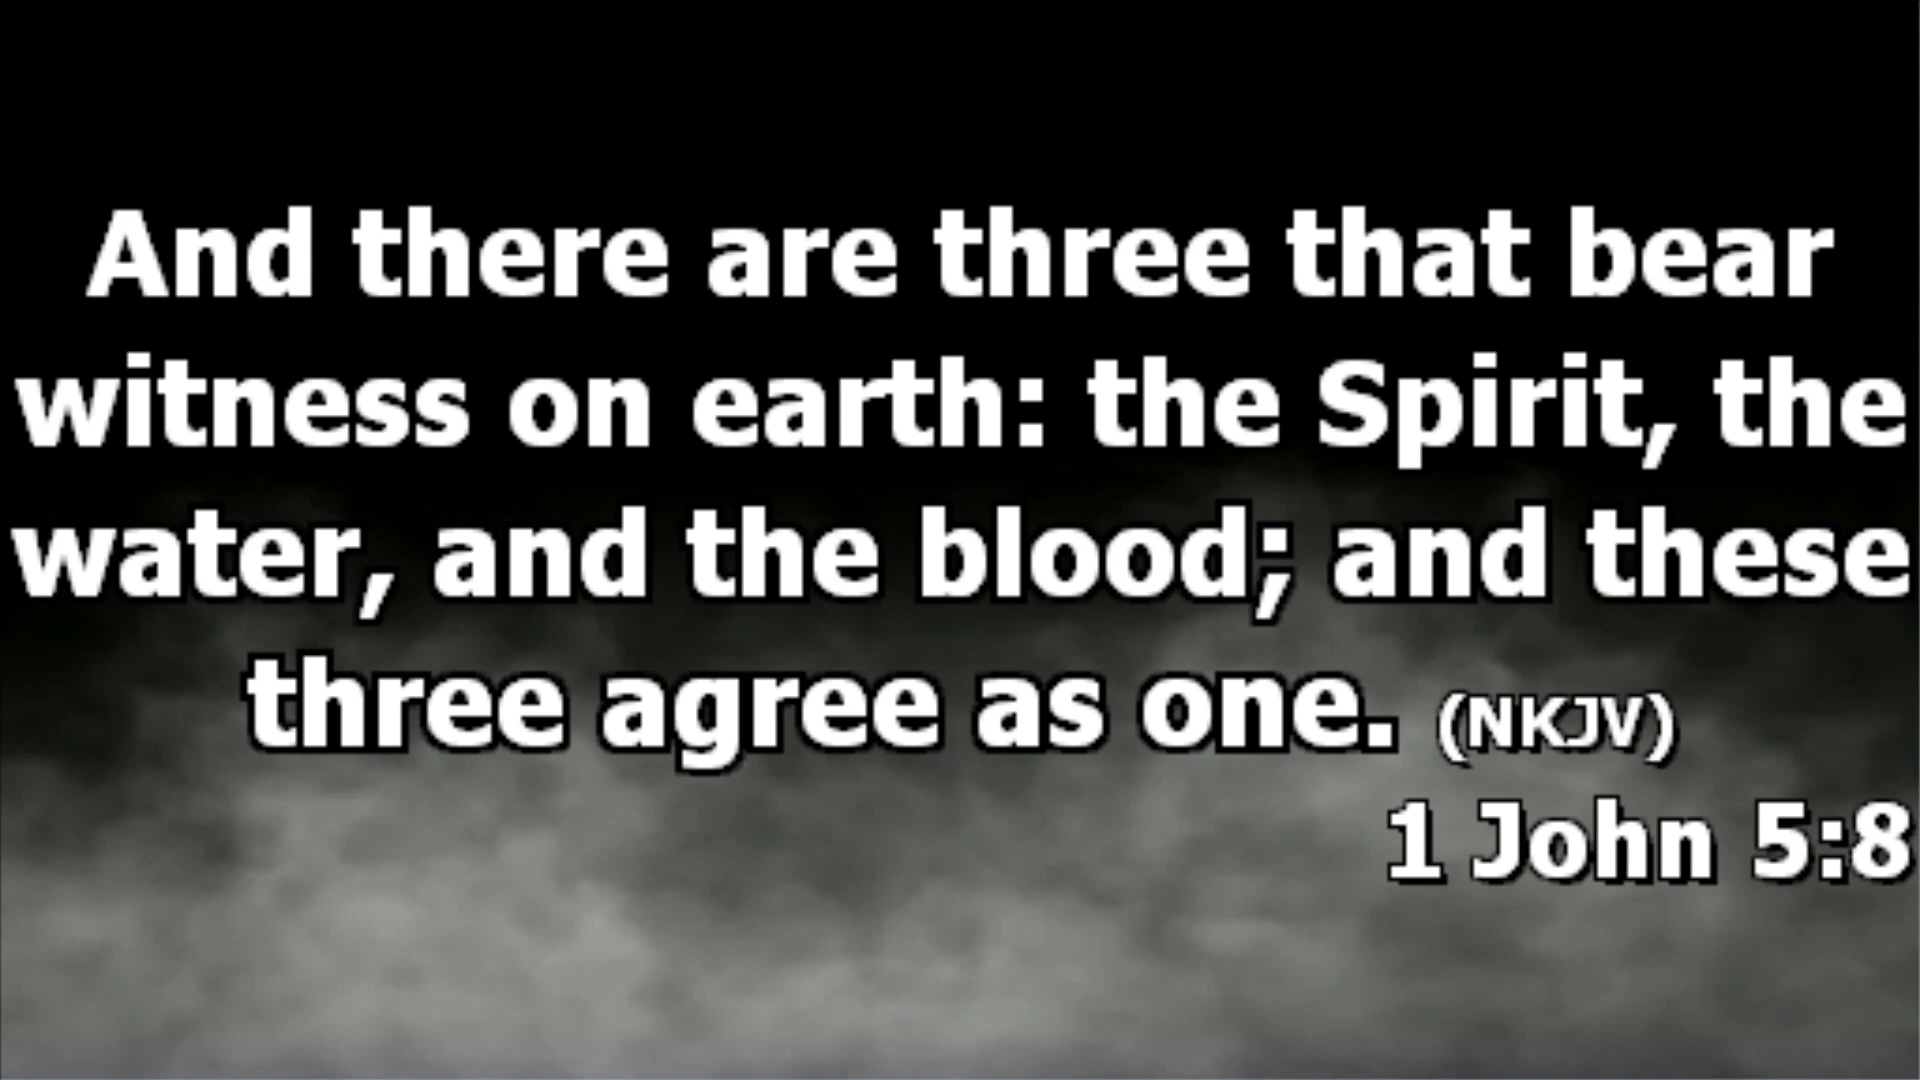 And there are three that bear
witness on earth: the Spirit, the
water, and the blood; and these
three agree as one. (NKJV)
1 John 5:8